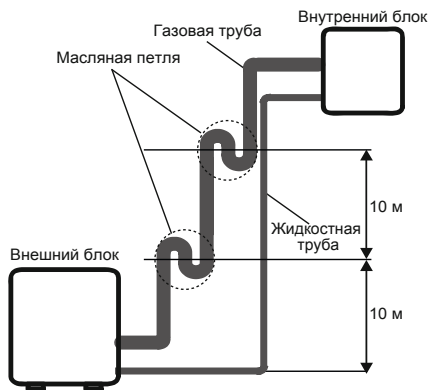 Внутренний блок
Газовая труба
Масляная петля
10 м
Жидкостная
труба
Внешний блок
10 м